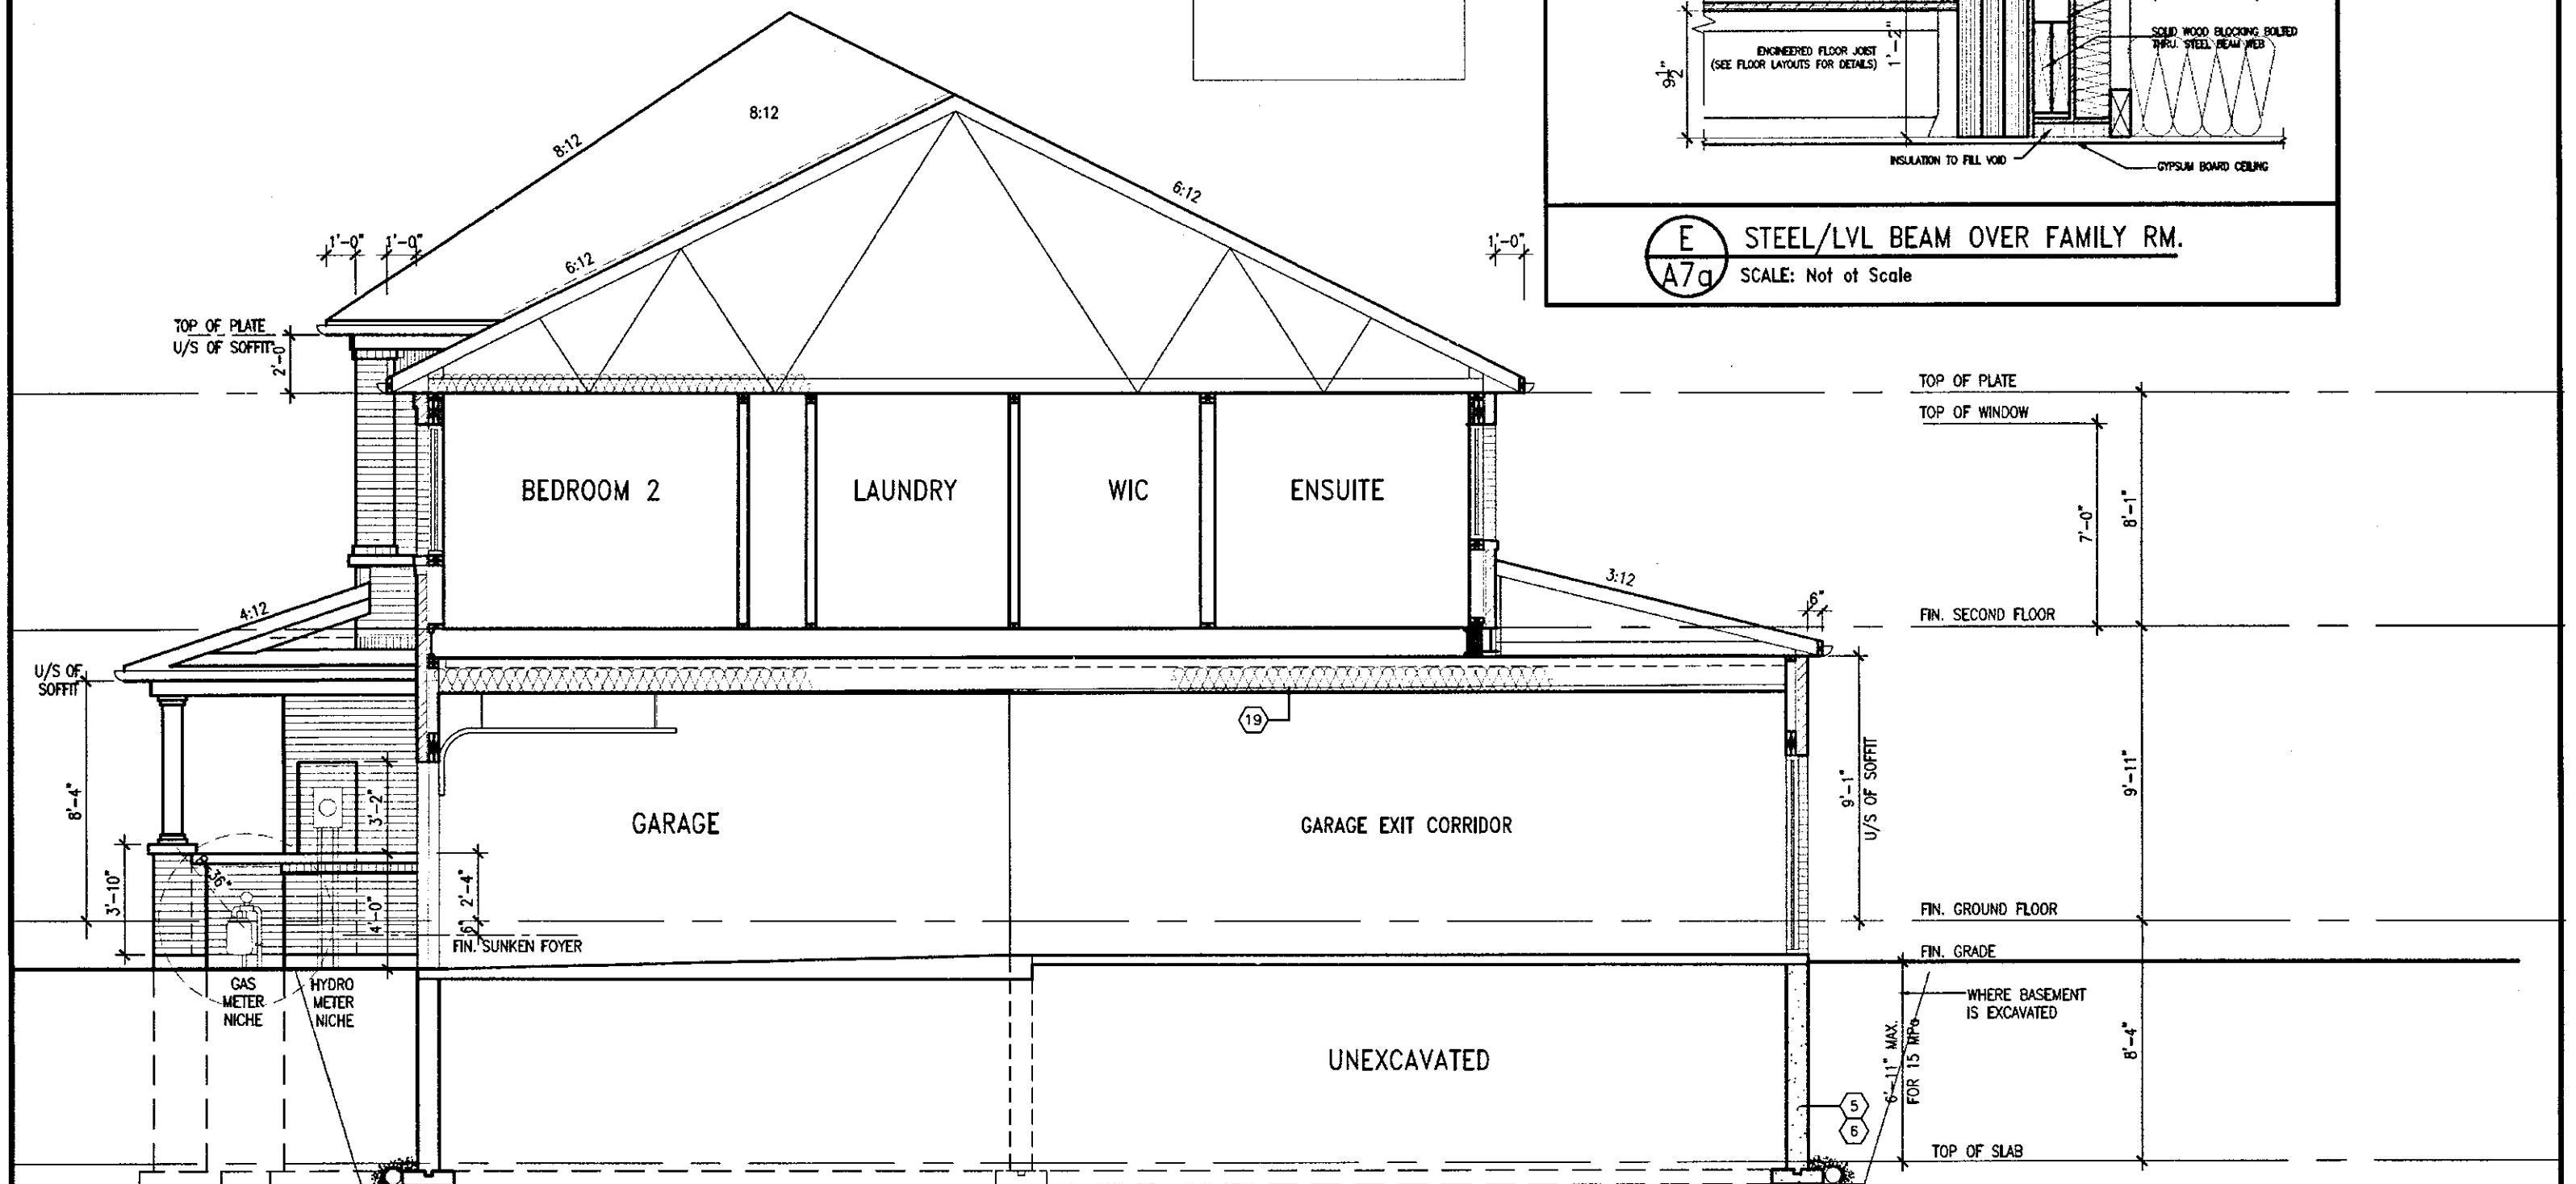 SOLID WOOD BLOCKING BOLTED
THRU. STEEL BEAM WEB
ENGINEERED FLOOR JOIST
(SEE FLOOR LAYOUTS FOR DETAILS)
1'-2"
9½"
INSULATION TO FILL VOID
GYPSUM BOARD CEILING
E
A7a
STEEL/LVL BEAM OVER FAMILY RM.
SCALE: Not ot Scale
8:12
8:12
6:12
6:12
1'-0"
1'-0"
1'-0"
TOP OF PLATE
U/S OF SOFFIT
2'-0"
TOP OF PLATE
TOP OF WINDOW
BEDROOM 2
LAUNDRY
WIC
ENSUITE
7'-0"
8'-1"
4:12
3:12
6"
FIN. SECOND FLOOR
U/S OF
SOFFIT
19
8'-4"
3'-2"
GARAGE
GARAGE EXIT CORRIDOR
9'-1"
U/S OF SOFFIT
9'-11"
3'-10"
36"
4'-0"
2'-4"
6"
FIN. SUNKEN FOYER
FIN. GROUND FLOOR
FIN. GRADE
GAS
METER
NICHE
HYDRO
METER
NICHE
WHERE BASEMENT
IS EXCAVATED
UNEXCAVATED
6'-11" MAX.
FOR 15 MPa
8'-4"
5
6
TOP OF SLAB